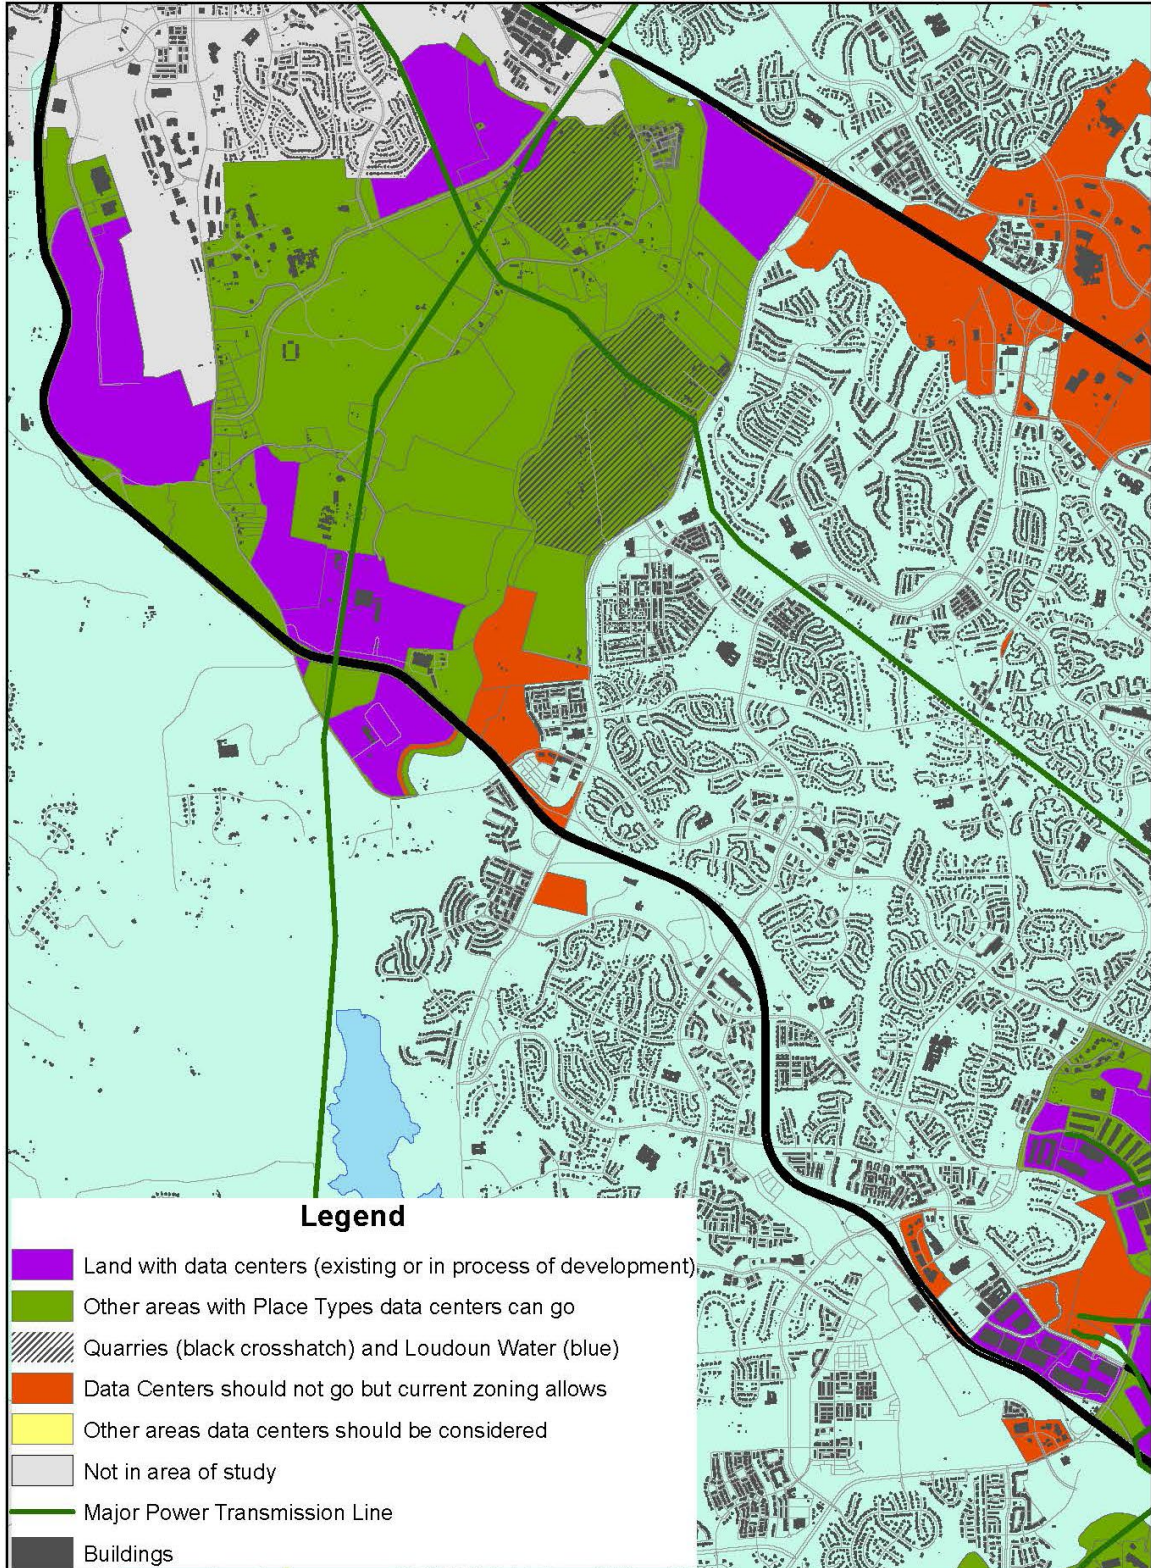 Legend
Land with data centers (existing or in process of development)
Other areas with Place Types data centers can go
Quarries (black crosshatch) and Loudoun Water (blue)
Data Centers should not go but current zoning allows
Other areas data centers should be considered
Not in area of study
Major Power Transmission Line
Buildings